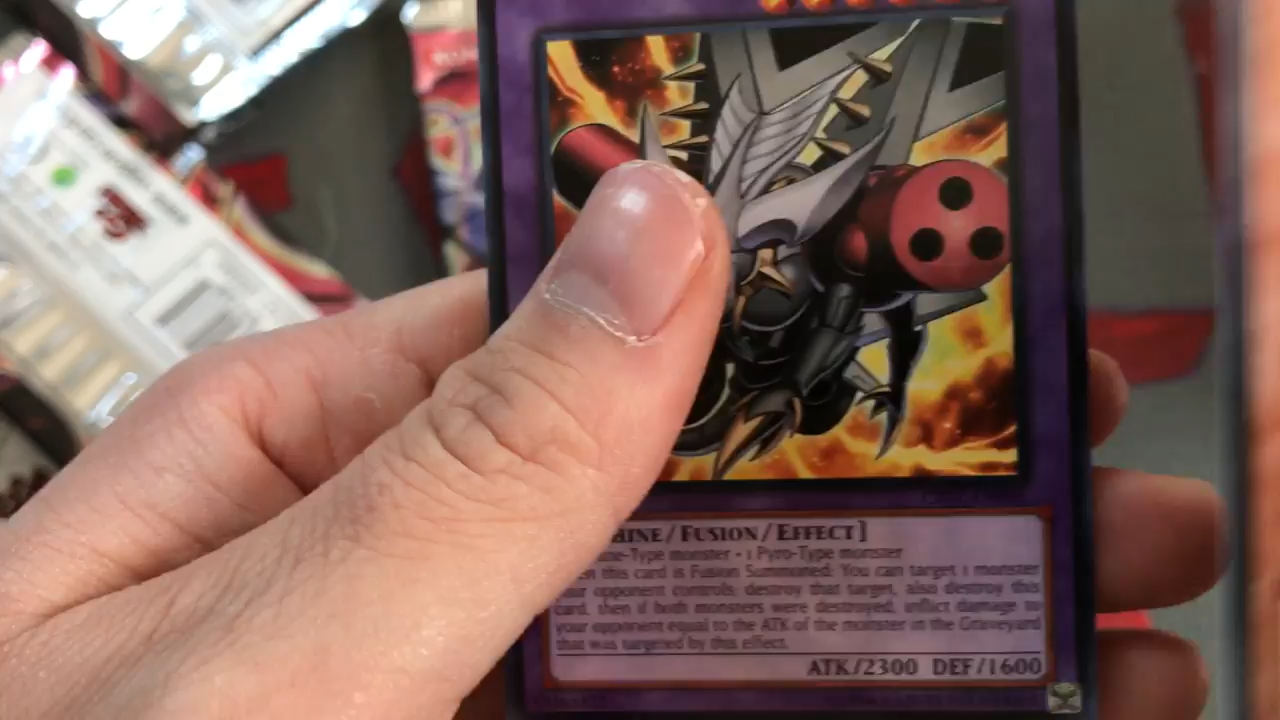 HINE/FUSION/EFFECT]
ne-Type monster + 1 Pyro-Type monster
en this card is Fusion Summoned: You can target 1 monster
your opponent controls; destroy that target, also destroy this
card, then if both monsters were destroyed, inflict damage to
your opponent equal to the ATK of the monster in the Graveyard
that was targeted by this effect.
ATK/2300 DEF/1600